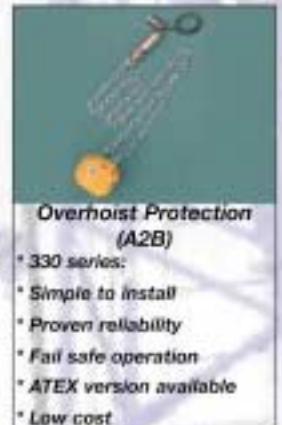 Overhoist Protection
(A2B)
* 330 series:
* Simple to install
* Proven reliability
* Fail safe operation
* ATEX version available
* Low cost